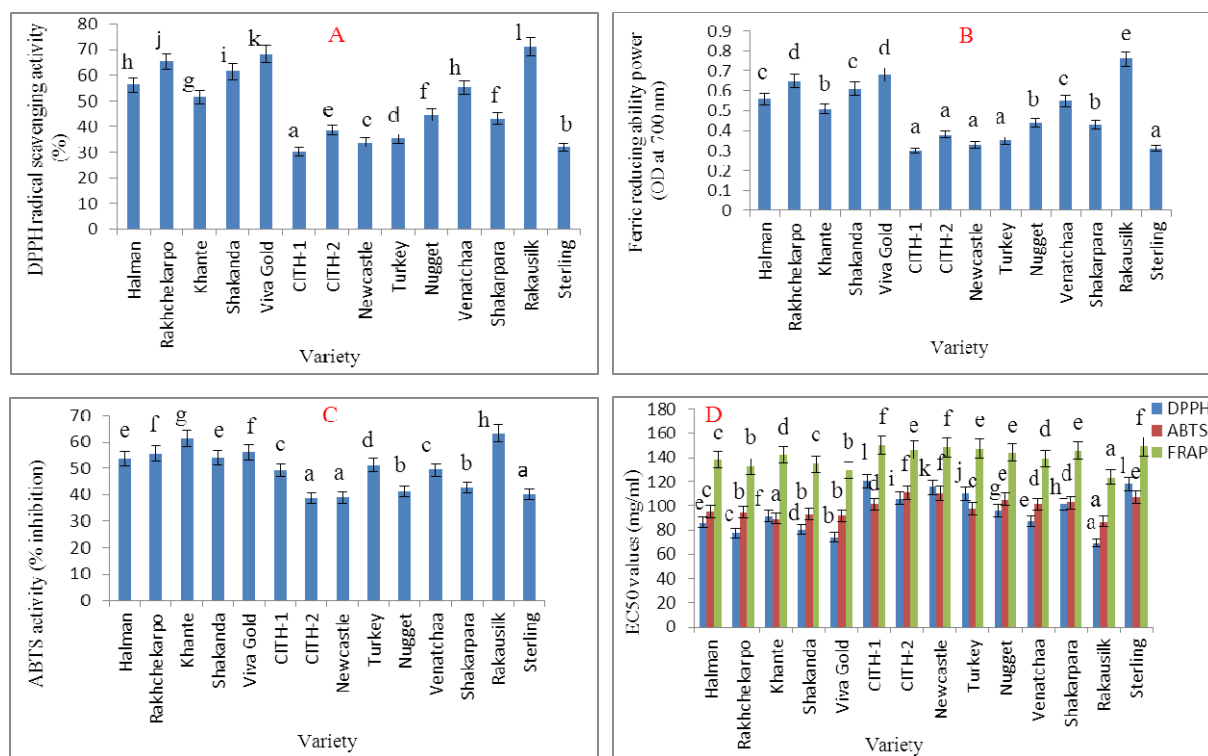 A
DPPH radical scavenging activity
(%)
80
70
60
50
40
30
20
10
0
h
j
g
i
k
a
e
c
d
f
h
f
l
b
Halman
Rakhchekarpo
Khante
Shakanda
Viva Gold
CITH-1
CITH-2
Newcastle
Turkey
Nugget
Venatchaa
Shakarpara
Rakausilk
Sterling
Variety
B
Ferric reducing ability power
(OD at 700 nm)
0.9
0.8
0.7
0.6
0.5
0.4
0.3
0.2
0.1
0
c
d
b
c
d
a
a
a
a
b
c
b
e
a
Halman
Rakhchekarpo
Khante
Shakanda
Viva Gold
CITH-1
CITH-2
Newcastle
Turkey
Nugget
Venatchaa
Shakarpara
Rakausilk
Sterling
Variety
C
ABTS activity (% inhibition)
70
60
50
40
30
20
10
0
e
f
g
e
f
c
a
a
d
b
c
b
h
a
Halman
Rakhchekarpo
Khante
Shakanda
Viva Gold
CITH-1
CITH-2
Newcastle
Turkey
Nugget
Venatchaa
Shakarpara
Rakausilk
Sterling
Variety
D
EC50 values (mg/ml)
180
160
140
120
100
80
60
40
20
0
DPPH
ABTS
FRAP
e c c
b b b
f a d
d b c
b b b
l d f
i f e
k f f
j c e
g e e
e b d
h d e
a a a
l e f
Halman
Rakhchekarpo
Khante
Shakanda
Viva Gold
CITH-1
CITH-2
Newcastle
Turkey
Nugget
Venatchaa
Shakarpara
Rakausilk
Sterling
Variety